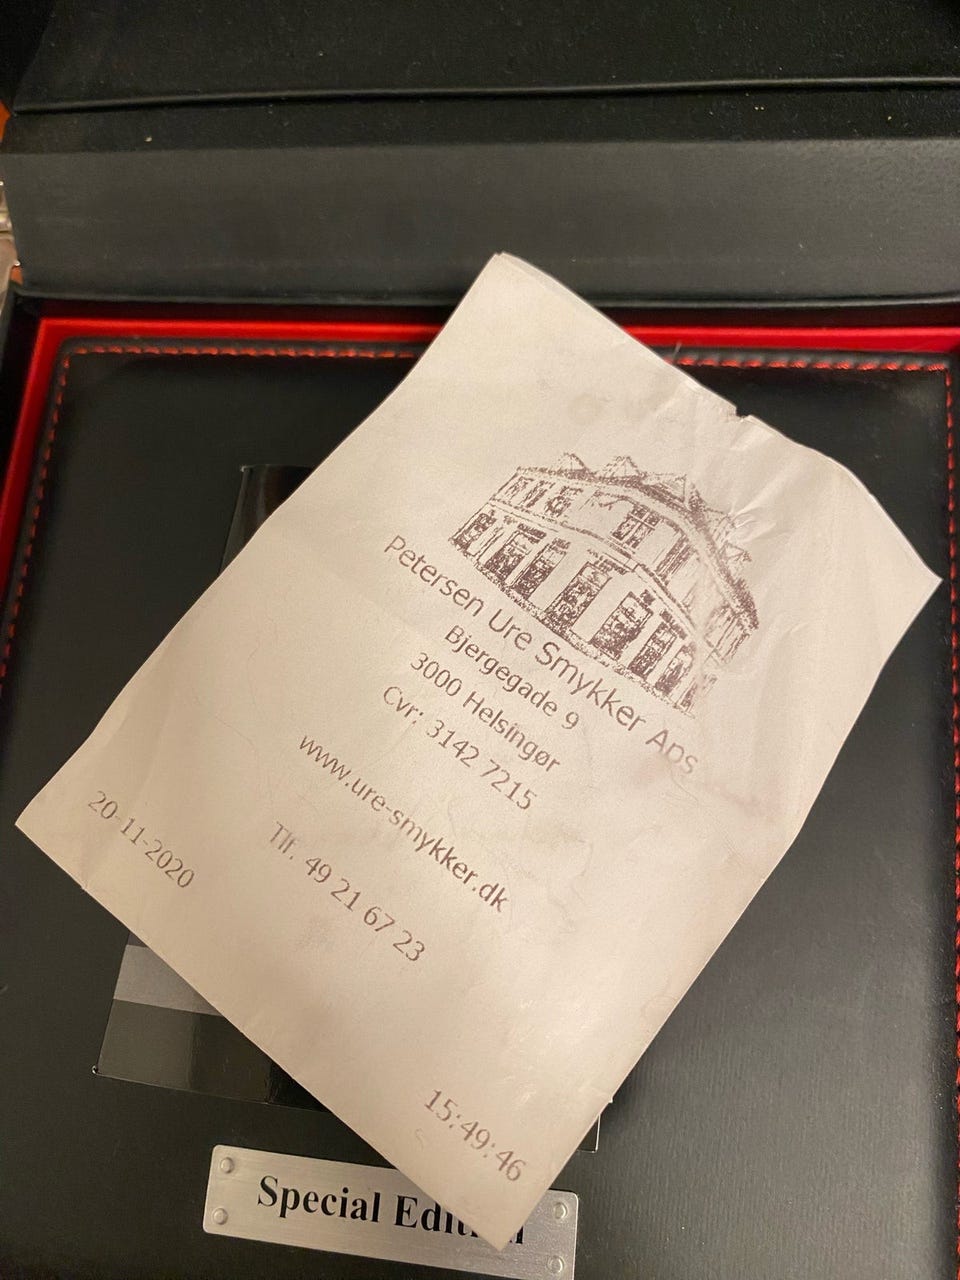 Petersen Ure Smykker Aps
Bjergegade 9
3000 Helsingør
Cvr: 3142 7215
www.ure-smykker.dk
Tlf. 49 21 67 23
20-11-2020
15:49:46
Special